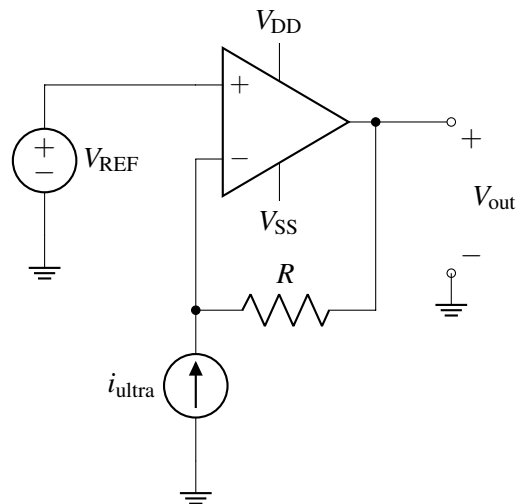 V_DD
+
+
−
V_REF
−
+
V_out
V_SS
−
R
i_ultra